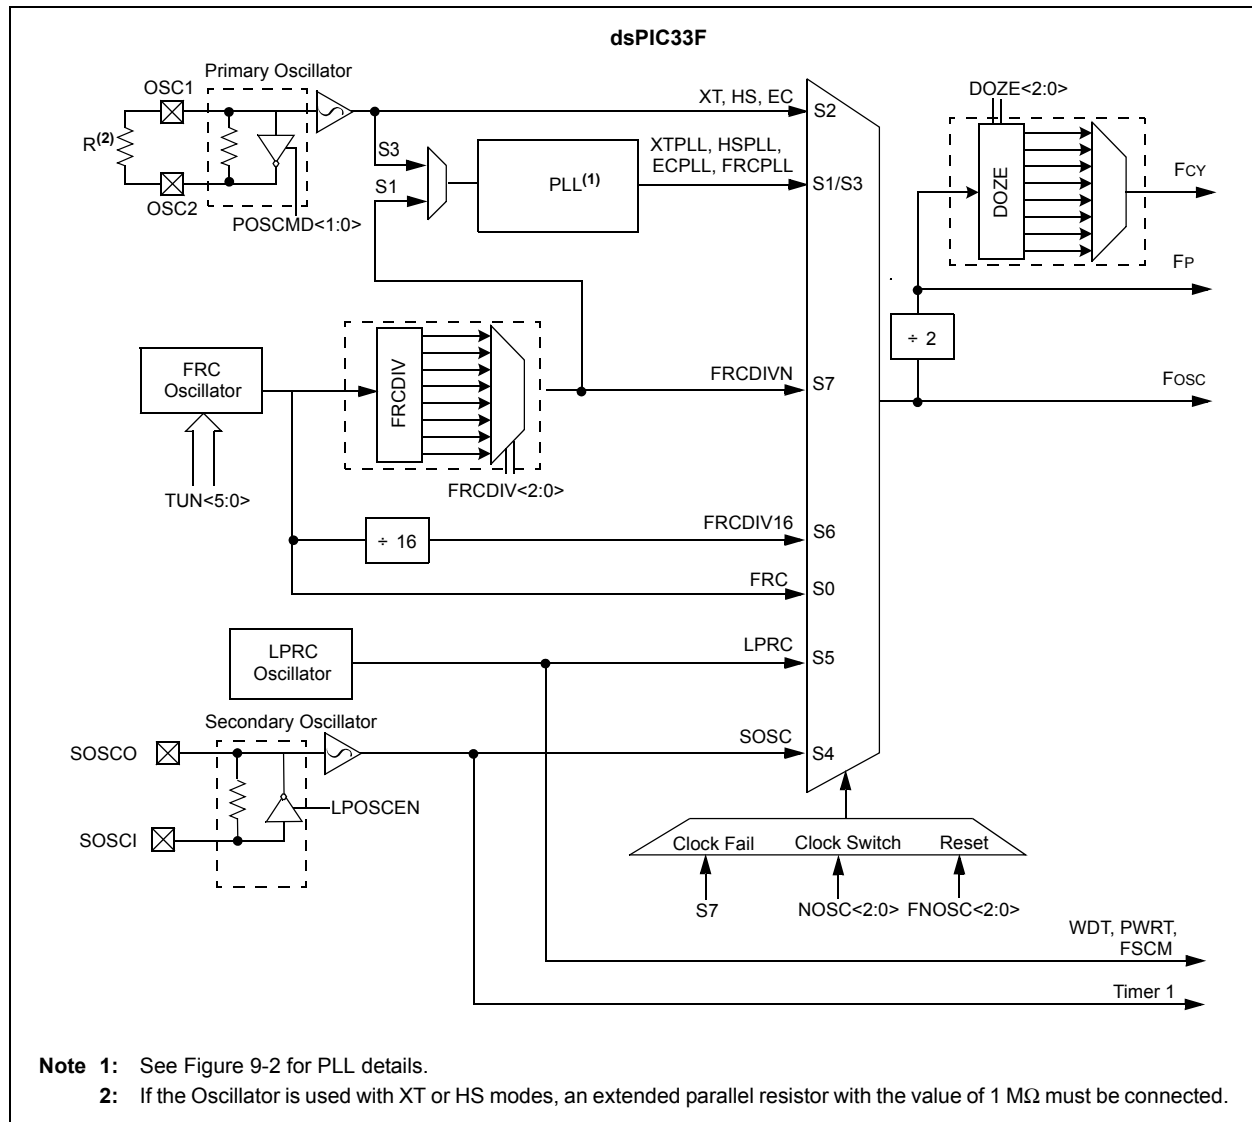 dsPIC33F
Primary Oscillator
OSC1
R(2)
OSC2
POSCMD<1:0>
S3
S1
PLL(1)
XT, HS, EC
S2
XTPLL, HSPLL,
ECPLL, FRCPLL
S1/S3
DOZE<2:0>
DOZE
FCY
FP
÷ 2
FOSC
FRC
Oscillator
TUN<5:0>
FRCDIV
FRCDIV<2:0>
FRCDIVN
S7
÷ 16
FRCDIV16
S6
FRC
S0
LPRC
Oscillator
LPRC
S5
Secondary Oscillator
SOSCO
SOSCI
LPOSCEN
SOSC
S4
Clock Fail
Clock Switch
Reset
S7
NOSC<2:0>
FNOSC<2:0>
WDT, PWRT,
FSCM
Timer 1
Note 1: See Figure 9-2 for PLL details.
2: If the Oscillator is used with XT or HS modes, an extended parallel resistor with the value of 1 MΩ must be connected.